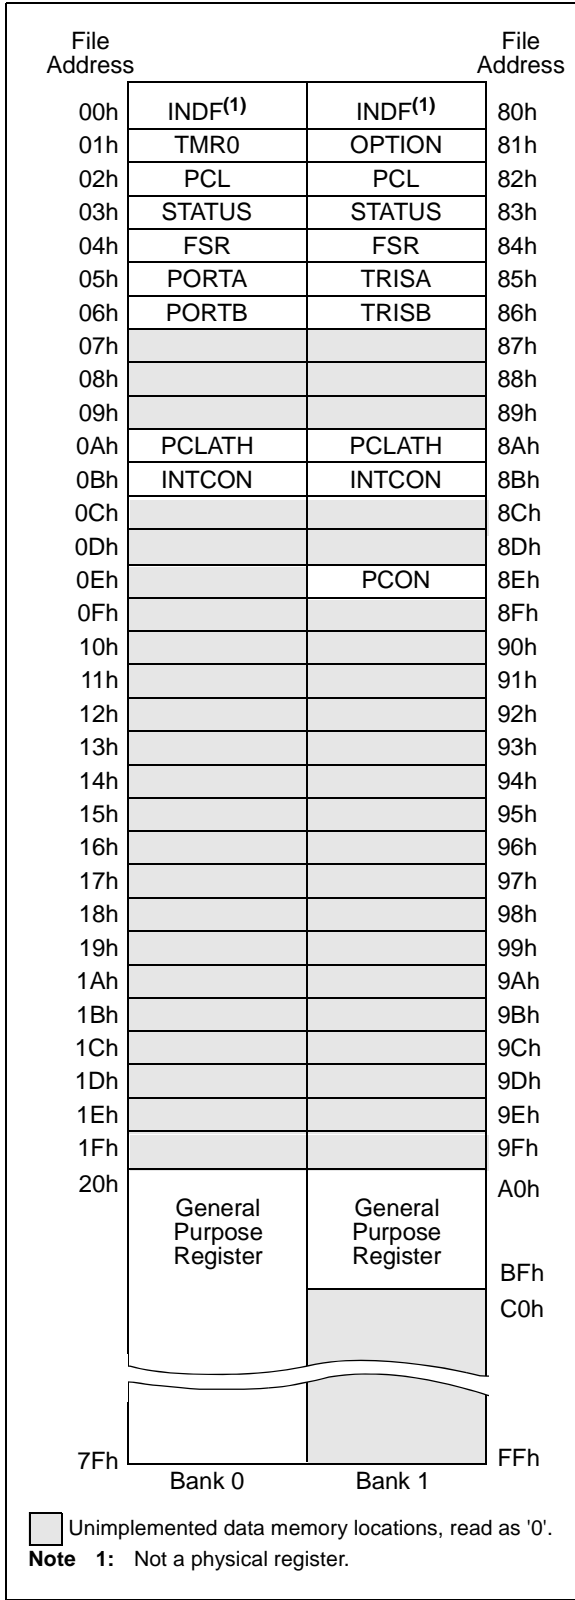 File Address File Address
00h INDF(1) INDF(1) 80h
01h TMR0 OPTION 81h
02h PCL PCL 82h
03h STATUS STATUS 83h
04h FSR FSR 84h
05h PORTA TRISA 85h
06h PORTB TRISB 86h
07h 87h
08h 88h
09h 89h
0Ah PCLATH PCLATH 8Ah
0Bh INTCON INTCON 8Bh
0Ch 8Ch
0Dh 8Dh
0Eh PCON 8Eh
0Fh 8Fh
10h 90h
11h 91h
12h 92h
13h 93h
14h 94h
15h 95h
16h 96h
17h 97h
18h 98h
19h 99h
1Ah 9Ah
1Bh 9Bh
1Ch 9Ch
1Dh 9Dh
1Eh 9Eh
1Fh 9Fh
20h General Purpose Register General Purpose Register A0h
BFh
C0h
7Fh FFh
Bank 0 Bank 1
Unimplemented data memory locations, read as '0'.
Note 1: Not a physical register.